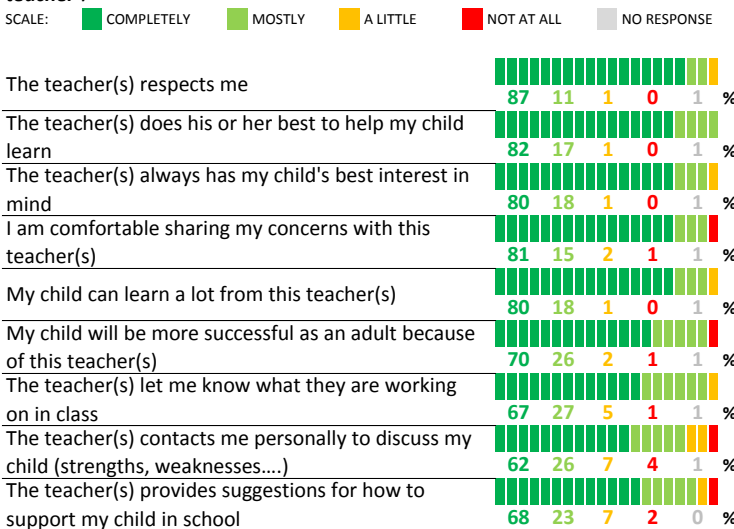 teacher?
SCALE: COMPLETELY MOSTLY A LITTLE NOT AT ALL NO RESPONSE
The teacher(s) respects me
87 11 1 0 1 %
The teacher(s) does his or her best to help my child
learn
82 17 1 0 1 %
The teacher(s) always has my child's best interest in
mind
80 18 1 0 1 %
I am comfortable sharing my concerns with this
teacher(s)
81 15 2 1 1 %
My child can learn a lot from this teacher(s)
80 18 1 0 1 %
My child will be more successful as an adult because
of this teacher(s)
70 26 2 1 1 %
The teacher(s) let me know what they are working
on in class
67 27 5 1 1 %
The teacher(s) contacts me personally to discuss my
child (strengths, weaknesses....)
62 26 7 4 1 %
The teacher(s) provides suggestions for how to
support my child in school
68 23 7 2 0 %